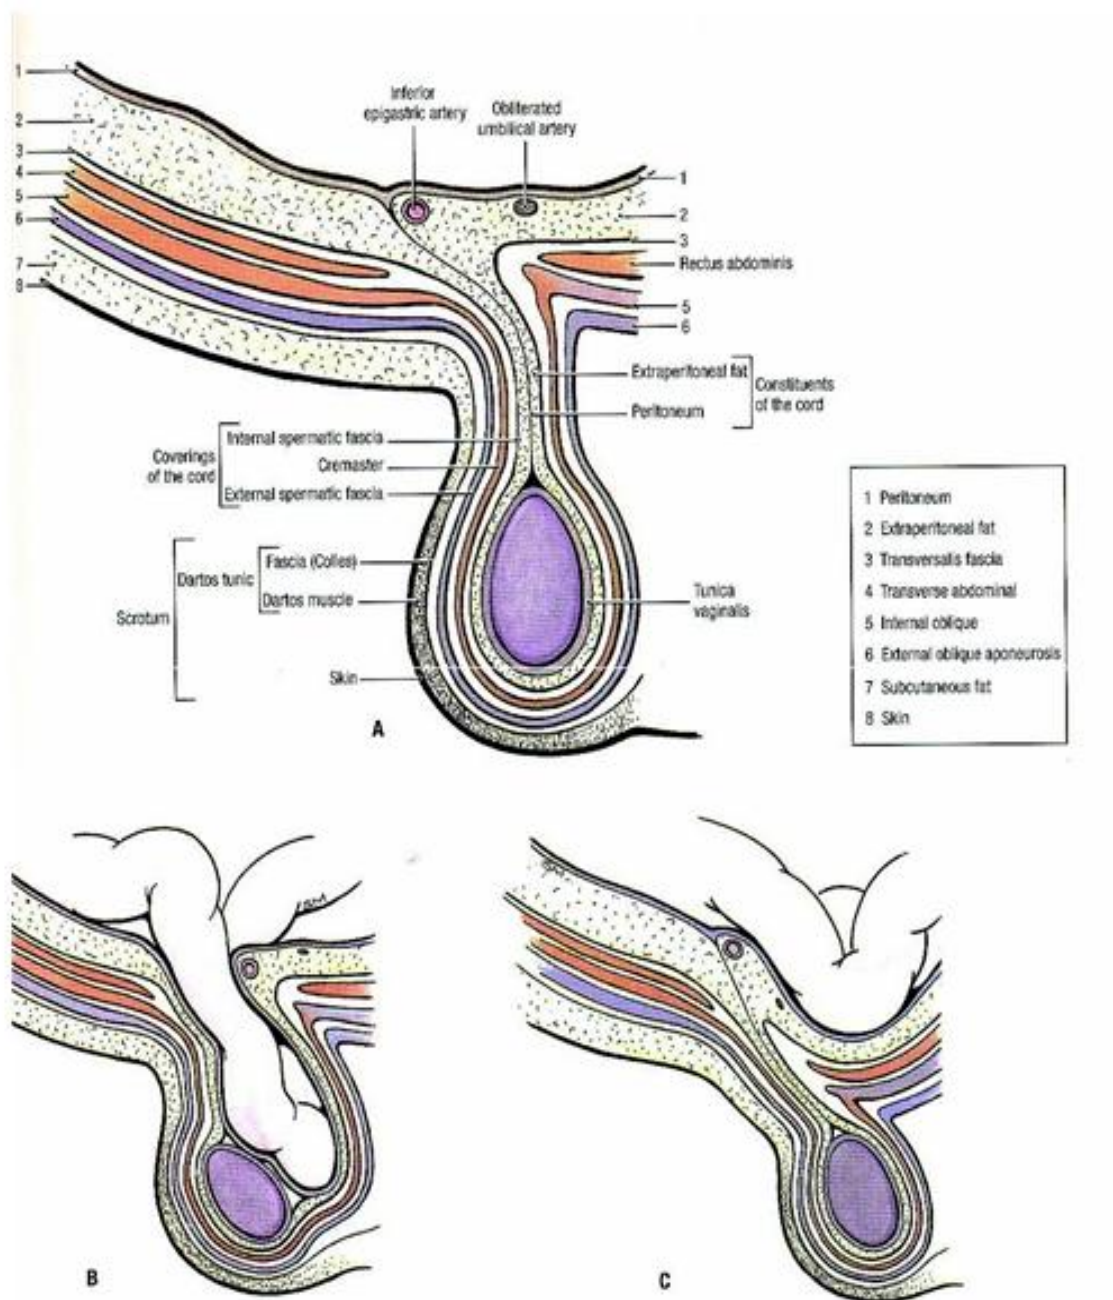 Inferior
epigastric artery
Obliterated
umbilical artery
1
2
3
4
5
6
7
8
1
2
3
Rectus abdominis
5
6
Extraperitoneal fat
Peritoneum
Constituents
of the cord
Coverings
of the cord
Internal spermatic fascia
Cremaster
External spermatic fascia
Scrotum
Dartos tunic
Fascia (Colles)
Dartos muscle
Skin
Tunica
vaginalis
A
1 Peritoneum
2 Extraperitoneal fat
3 Transversalis fascia
4 Transverse abdominal
5 Internal oblique
6 External oblique aponeurosis
7 Subcutaneous fat
8 Skin
B
C